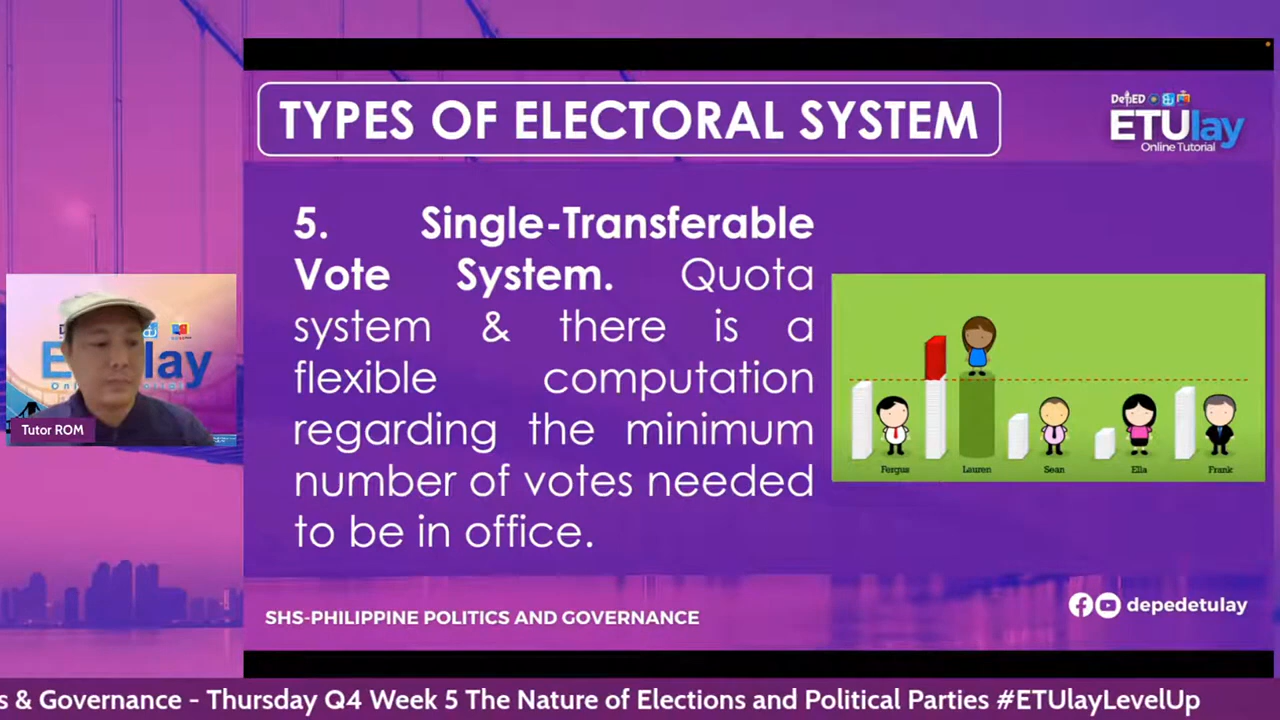 TYPES OF ELECTORAL SYSTEM
DepED
ETUlay
Online Tutorial
5. Single-Transferable
Vote System. Quota
system & there is a
flexible computation
regarding the minimum
number of votes needed
to be in office.
Fergus Lauren Sean Ella Frank
Tutor ROM
SHS-PHILIPPINE POLITICS AND GOVERNANCE
depedetulay
s & Governance - Thursday Q4 Week 5 The Nature of Elections and Political Parties #ETUlayLevelUp